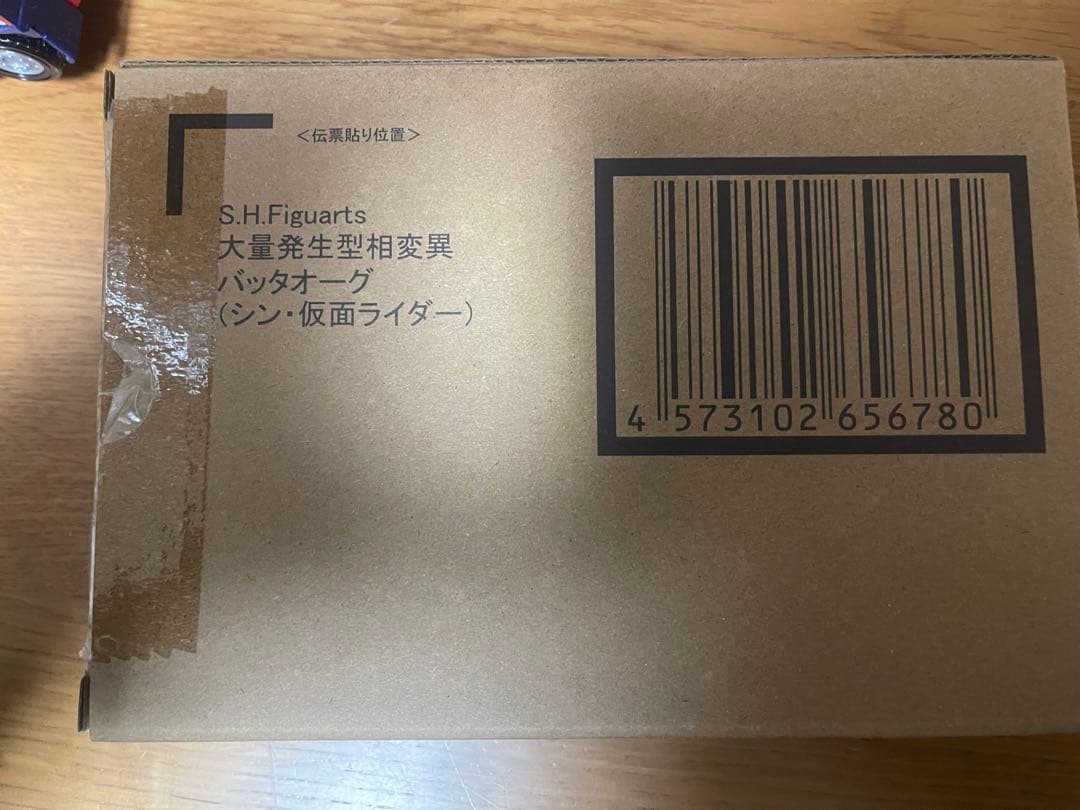 ＜伝票貼り位置＞
S.H.Figuarts
大量発生型相変異
バッタオーグ
(シン・仮面ライダー)
4 573102 656780